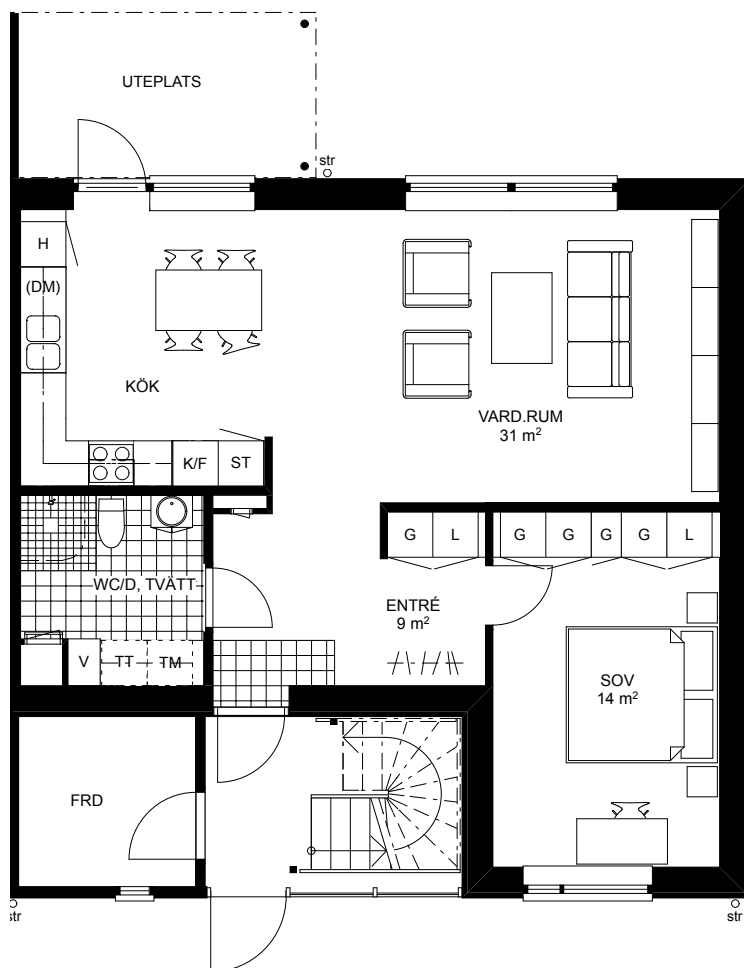 UTEPLATS
str
H
(DM)
KÖK
VARD.RUM
31 m²
K/F
ST
G
L
G
G
G
G
L
WC/D, TVÄTT
ENTRÉ
9 m²
V
TT
TM
SOV
14 m²
FRD
str
str